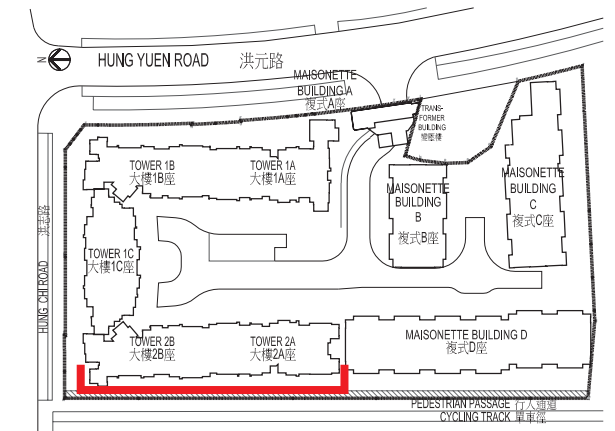 N
HUNG YUEN ROAD 洪元路
MAISONETTE
BUILDING A
複式A座
TRANS-
FORMER
BUILDING
變壓樓
TOWER 1B
大樓1B座
TOWER 1A
大樓1A座
MAISONETTE
BUILDING
B
複式B座
MAISONETTE
BUILDING
C
複式C座
HUNG CHI ROAD 洪志路
TOWER 1C
大樓1C座
TOWER 2B
大樓2B座
TOWER 2A
大樓2A座
MAISONETTE BUILDING D
複式D座
PEDESTRIAN PASSAGE 行人通道
CYCLING TRACK 單車徑